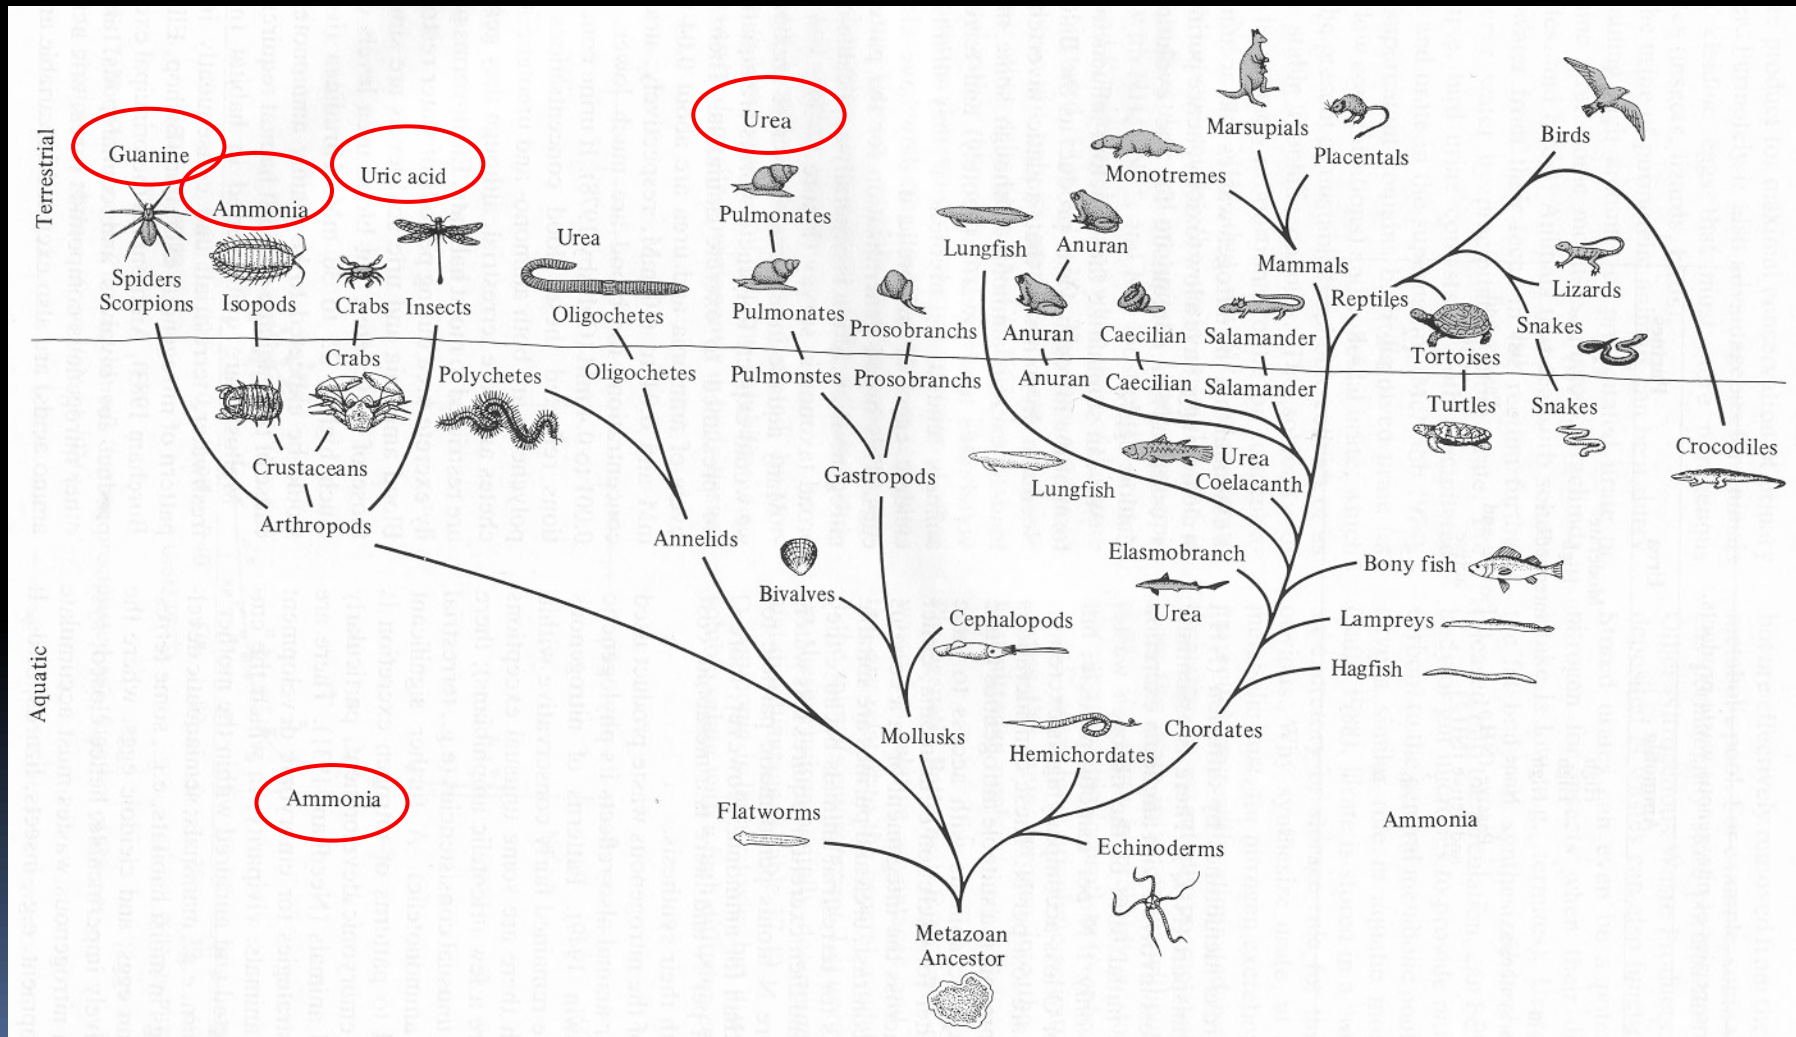 Terrestrial
Aquatic
Guanine
Ammonia
Uric acid
Urea
Urea
Spiders
Scorpions
Isopods
Crabs
Insects
Oligochetes
Pulmonates
Pulmonates
Prosobranchs
Lungfish
Anuran
Anuran
Caecilian
Salamander
Monotremes
Marsupials
Placentals
Mammals
Reptiles
Birds
Lizards
Snakes
Tortoises
Crabs
Polychetes
Oligochetes
Pulmonstes
Prosobranchs
Anuran
Caecilian
Salamander
Turtles
Snakes
Crocodiles
Crustaceans
Gastropods
Lungfish
Urea
Coelacanth
Arthropods
Annelids
Bivalves
Elasmobranch
Urea
Bony fish
Cephalopods
Lampreys
Hagfish
Mollusks
Hemichordates
Chordates
Ammonia
Flatworms
Ammonia
Echinoderms
Metazoan
Ancestor